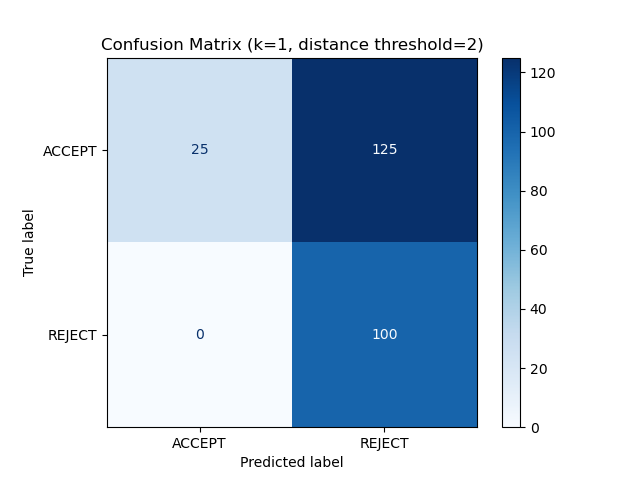 Confusion Matrix (k=1, distance threshold=2)
ACCEPT
REJECT
True label
25
125
0
100
ACCEPT
REJECT
Predicted label
120
100
80
60
40
20
0